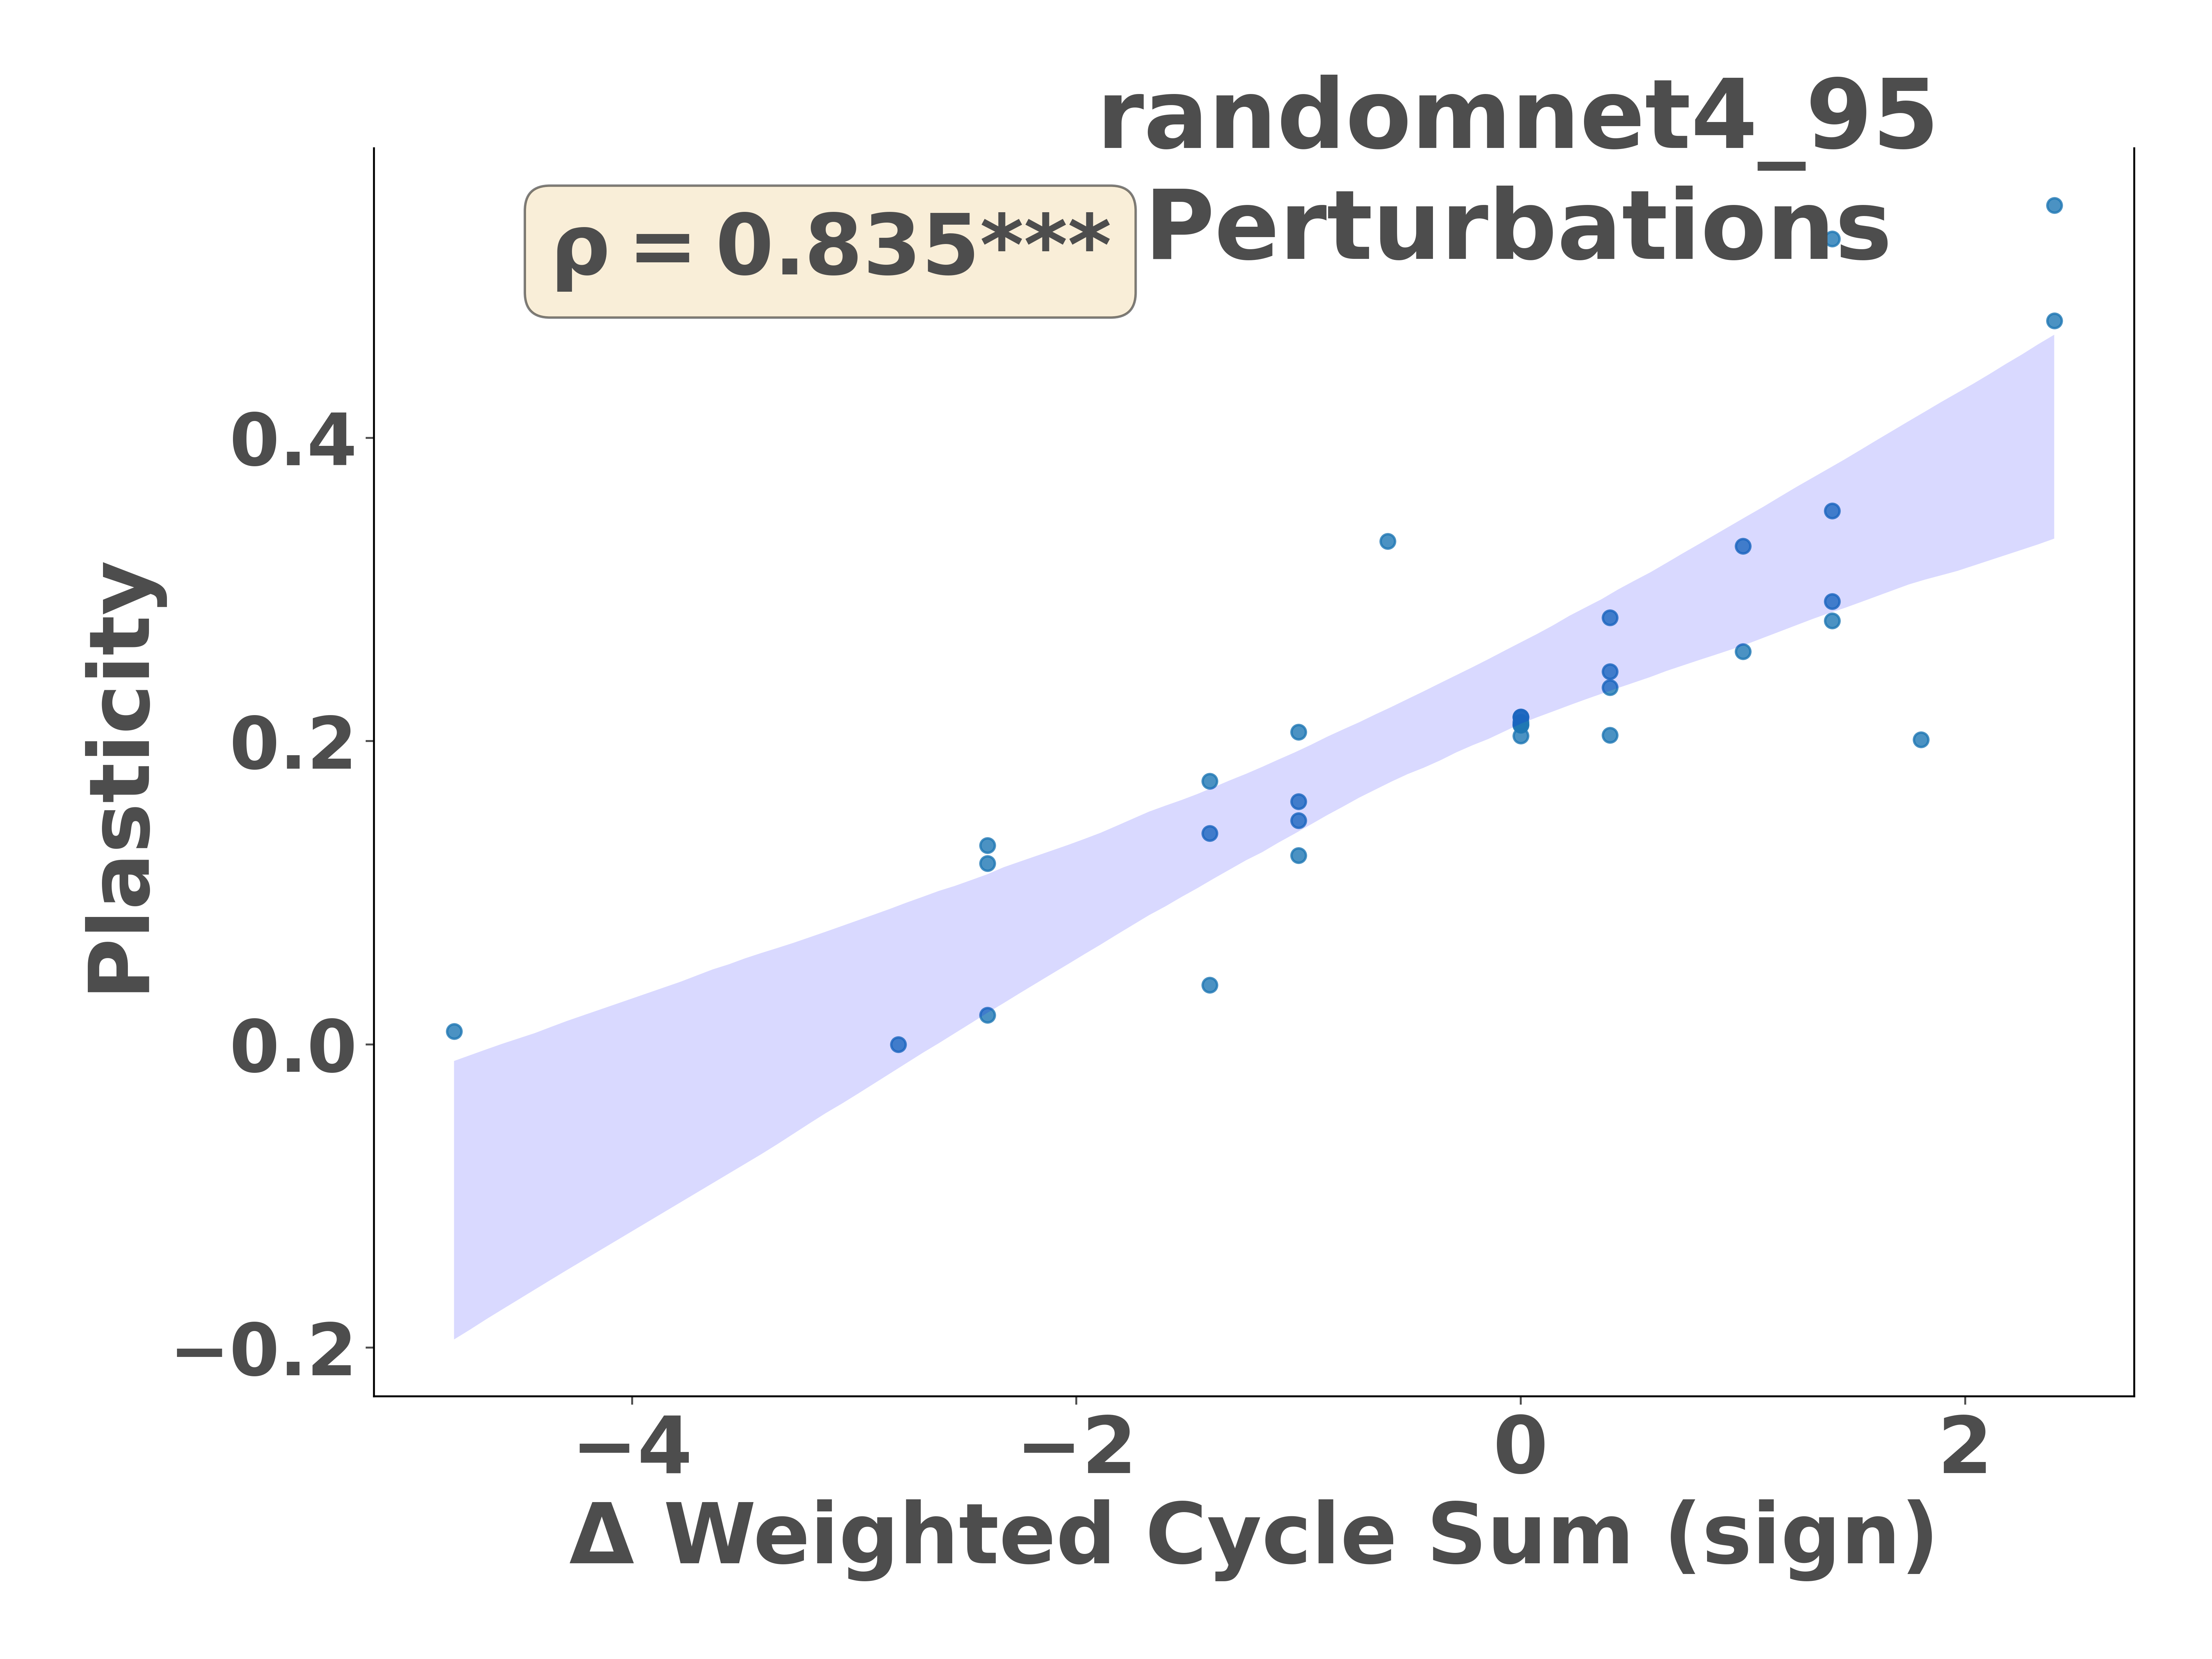 randomnet4_95
Perturbations
ρ = 0.835***
Plasticity
0.4
0.2
0.0
−0.2
−4
−2
0
2
Δ Weighted Cycle Sum (sign)